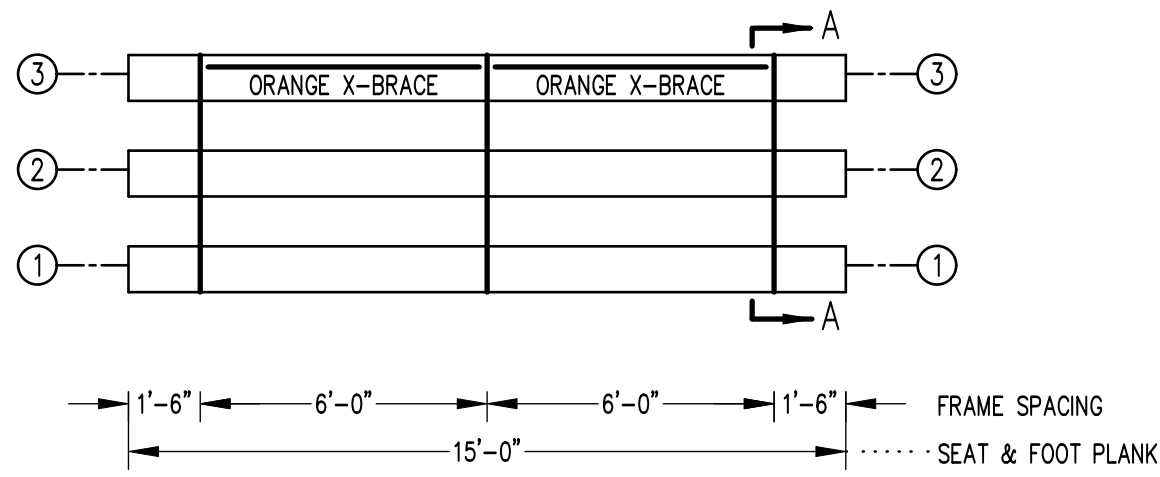 A
3 3
ORANGE X-BRACE ORANGE X-BRACE
2 2
1 1
A
1'-6" 6'-0" 6'-0" 1'-6" FRAME SPACING
15'-0" SEAT & FOOT PLANK